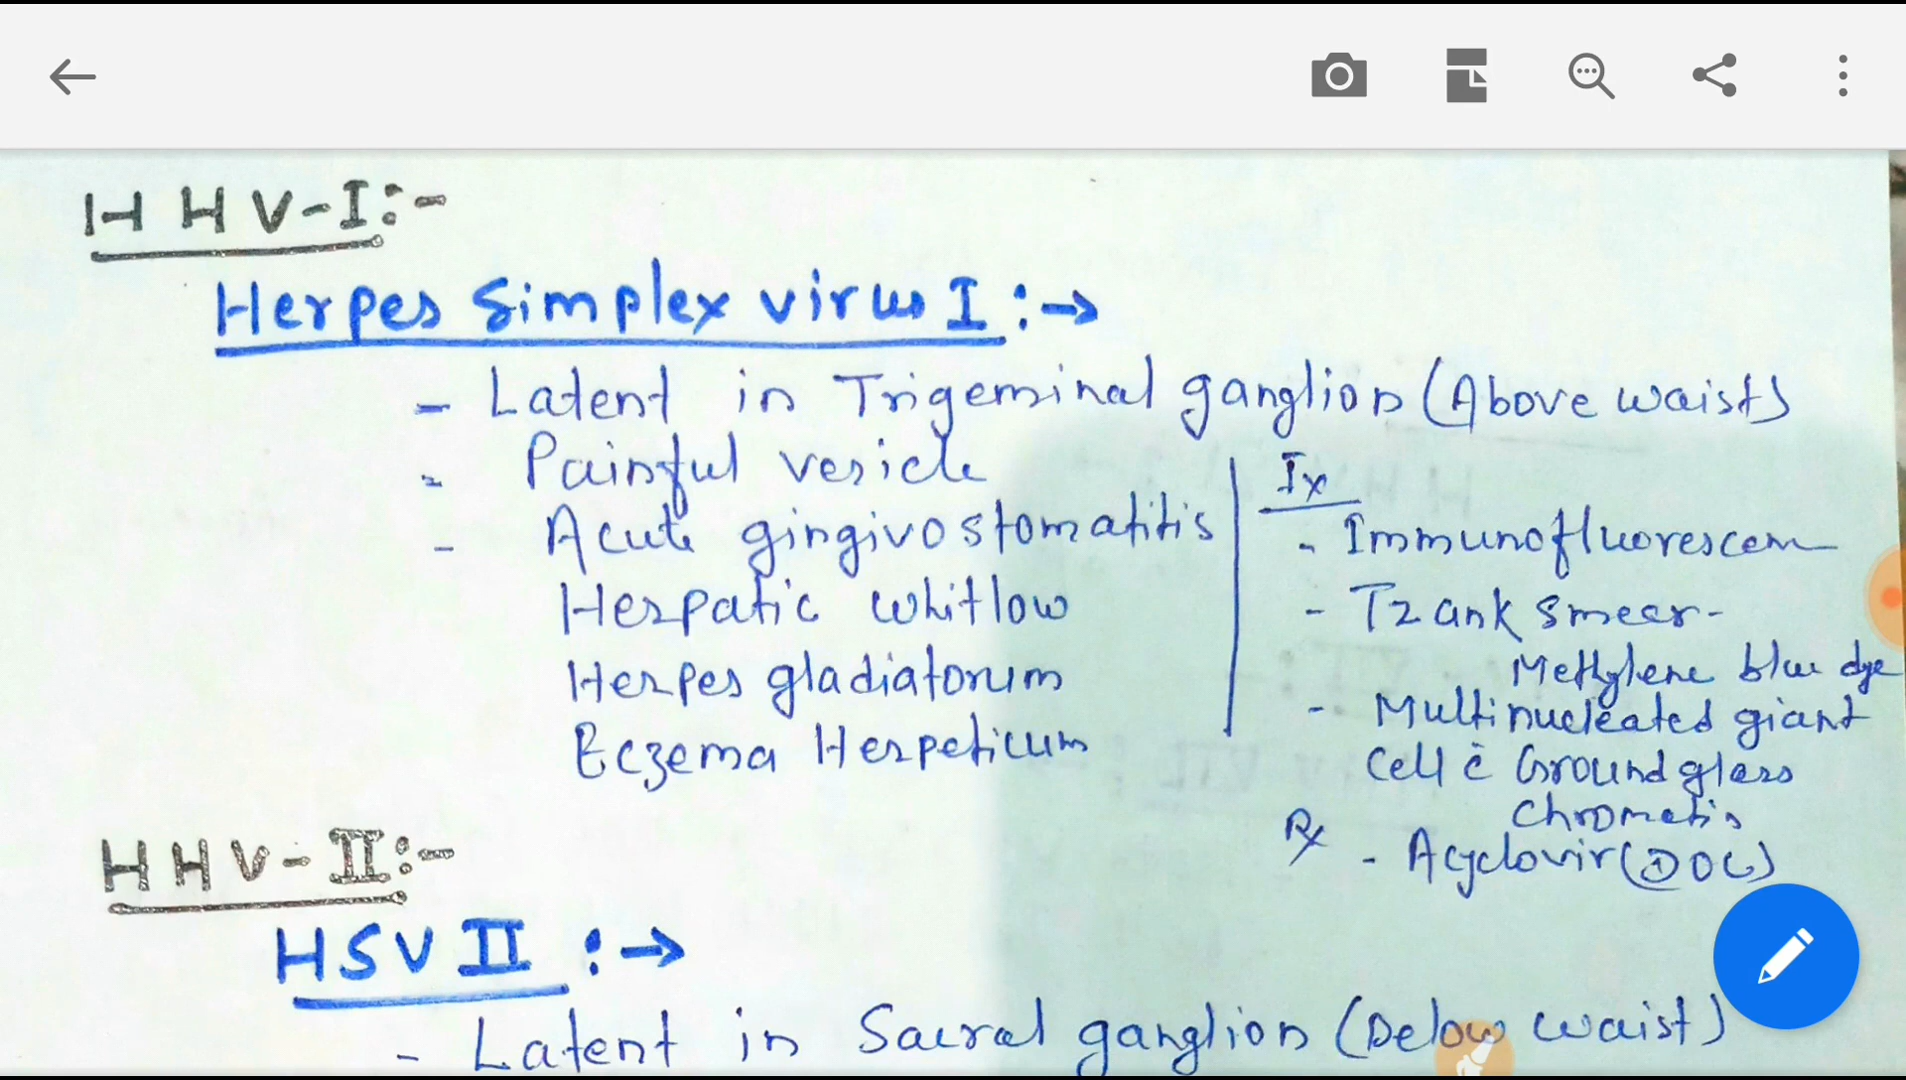 HHV-I:-
Herpes Simplex virus I :→
- Latent in Trigeminal ganglion (Above waist)
- Painful vesicle
- Acute gingivostomatitis
Herpatic whitlow
Herpes gladiatorum
Eczema Herpeticum
Ix
- Immunofluorescen
- Tzank smear-
Methylene blue dye
- Multinucleated giant
cell c̄ Ground glass
chromatin
Rx - Acyclovir (DOC)
HHV-II:-
HSV II :→
- Latent in Sacral ganglion (Below waist)